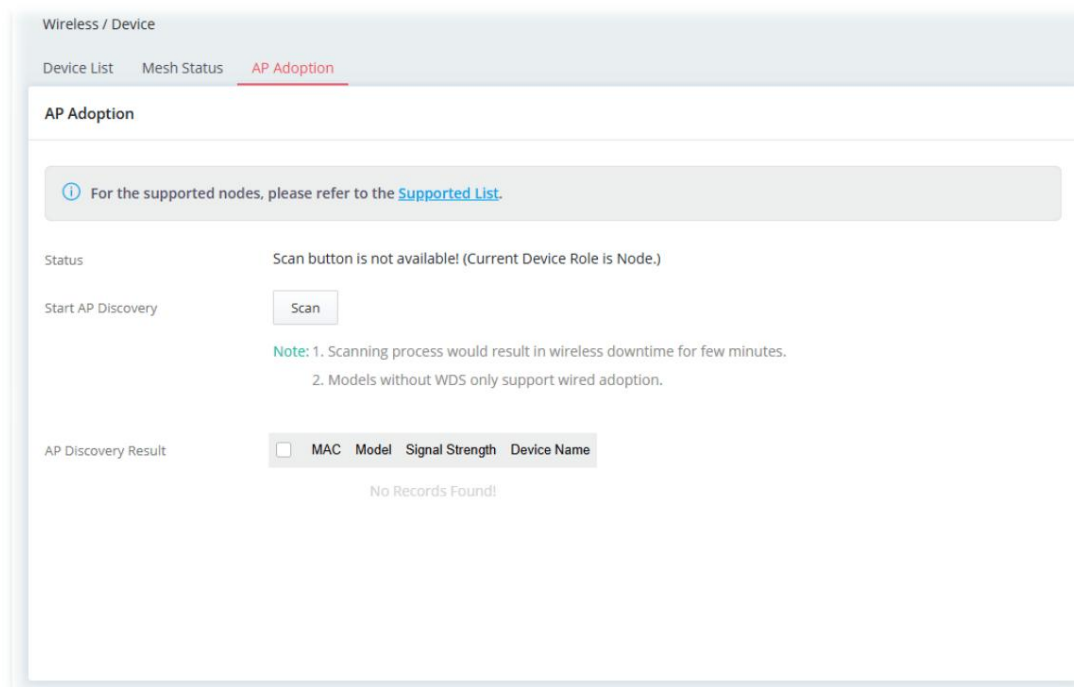 Wireless / Device
Device List Mesh Status AP Adoption
AP Adoption
For the supported nodes, please refer to the Supported List.
Status Scan button is not available! (Current Device Role is Node.)
Start AP Discovery Scan
Note: 1. Scanning process would result in wireless downtime for few minutes.
2. Models without WDS only support wired adoption.
AP Discovery Result MAC Model Signal Strength Device Name
No Records Found!